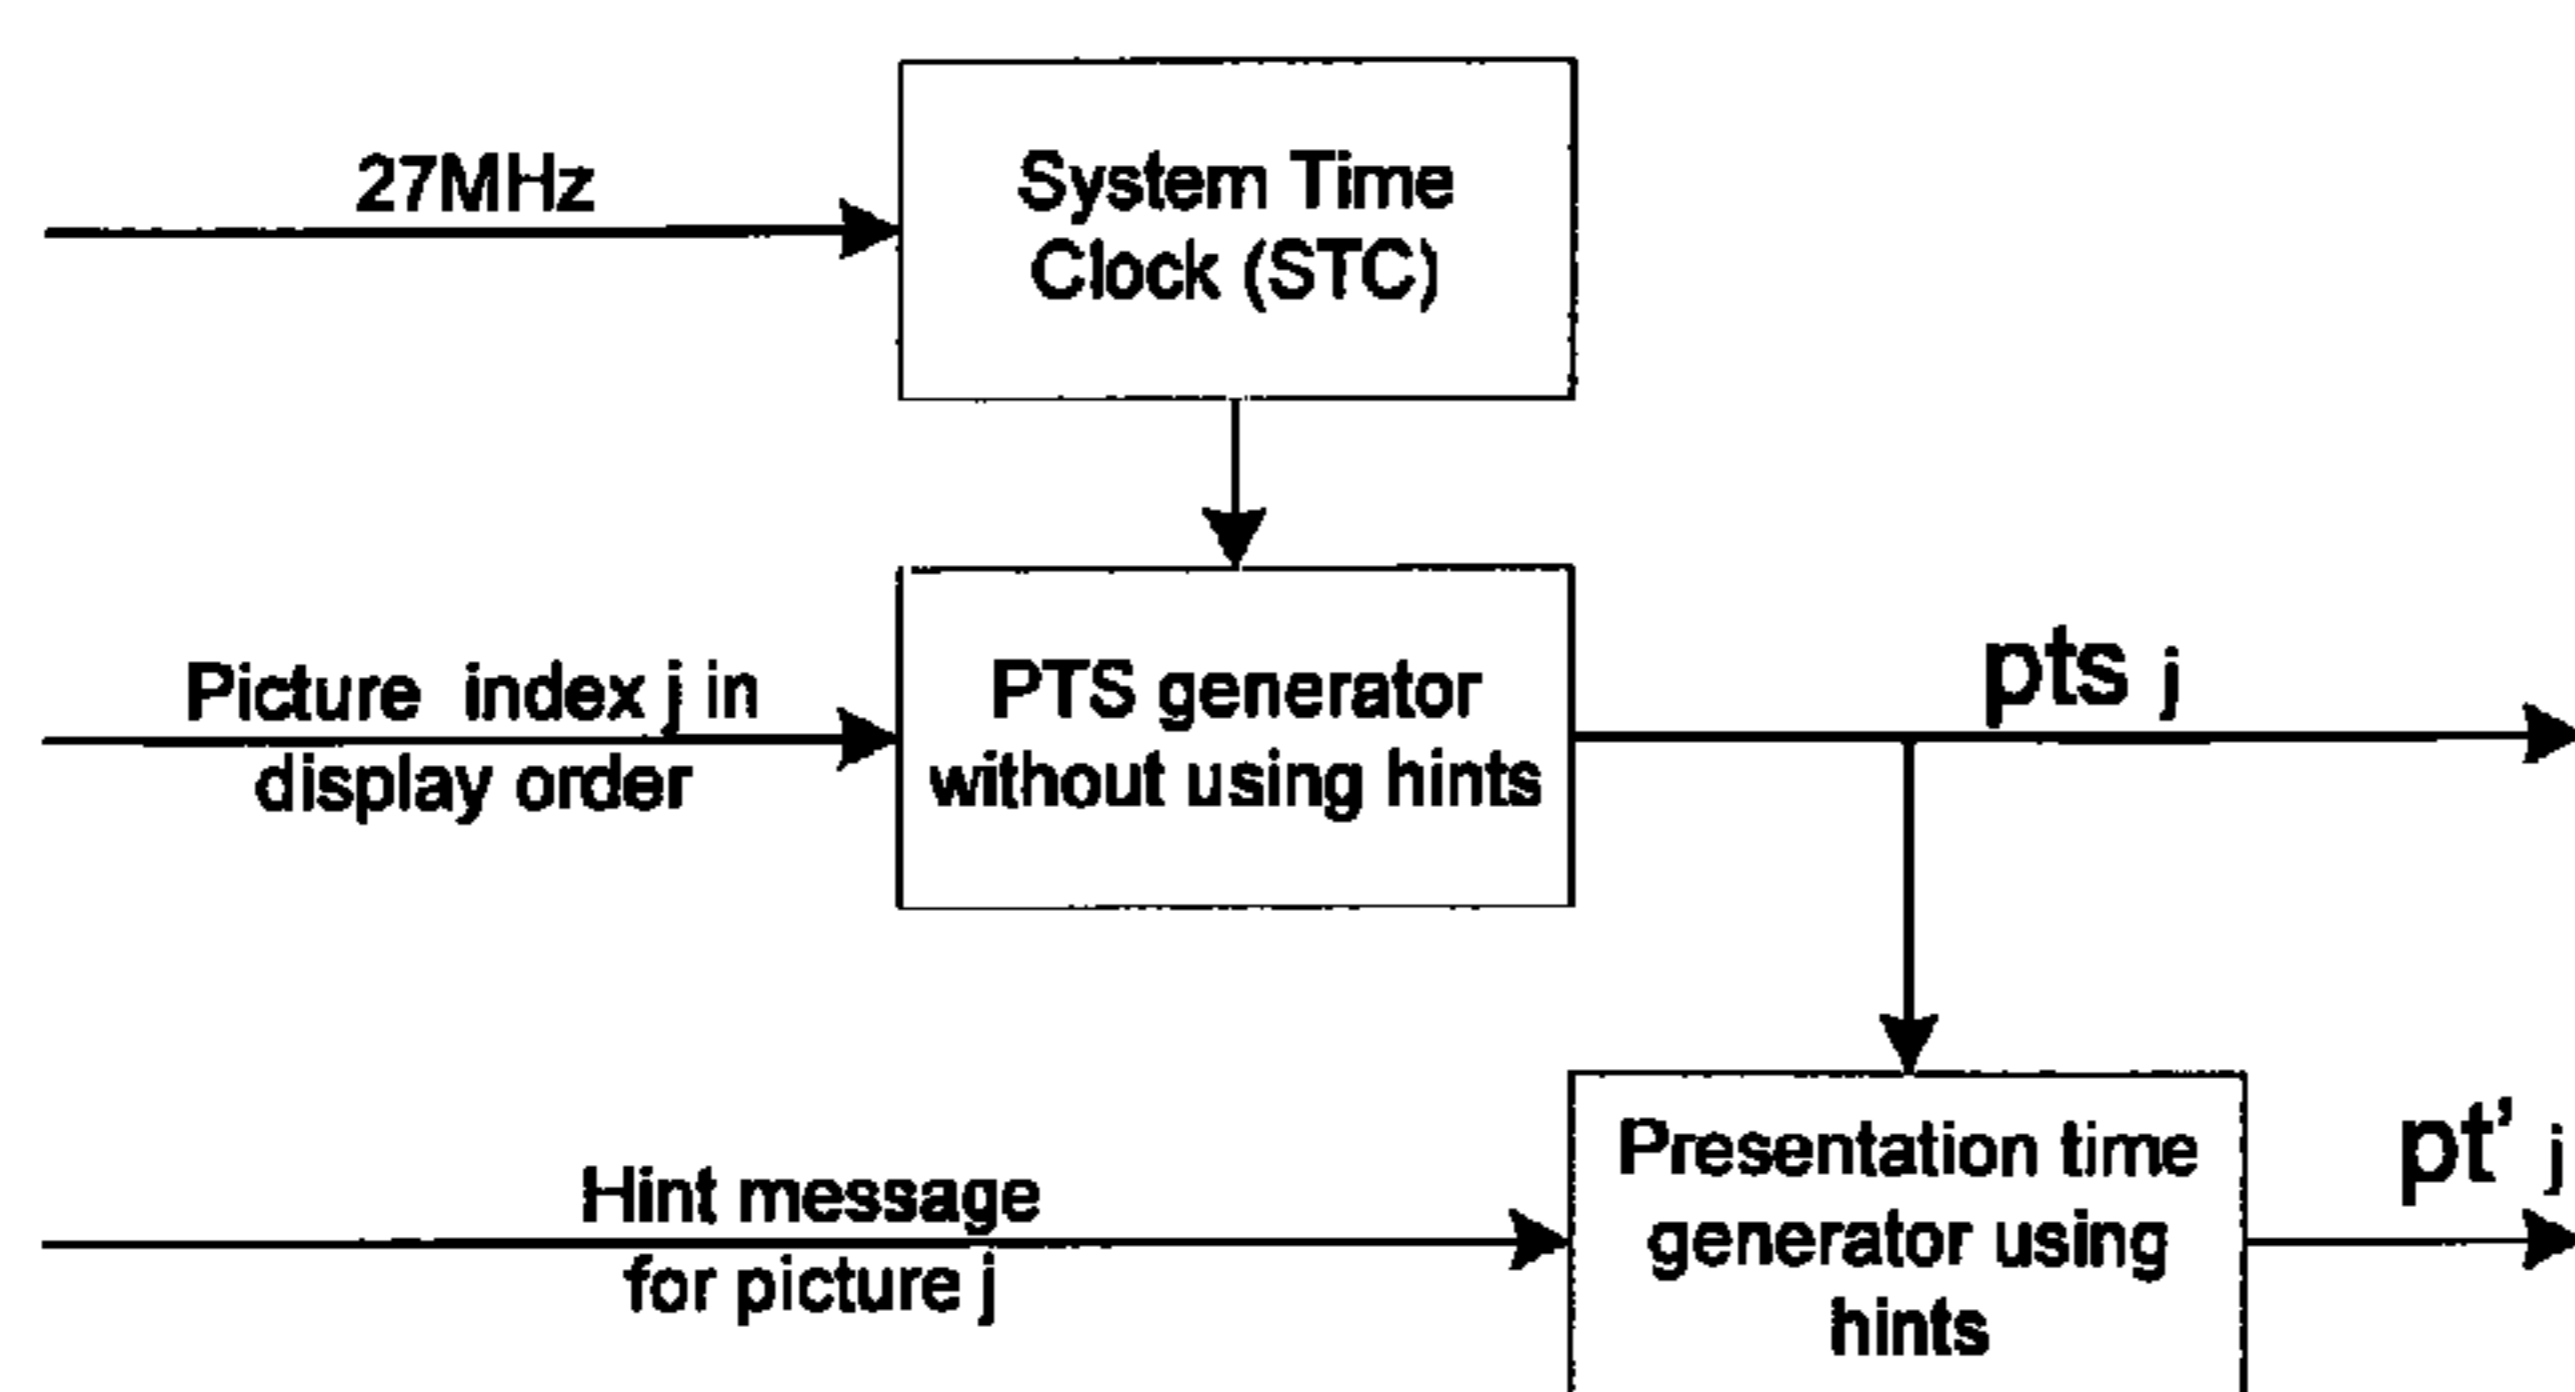 27MHz
System Time
Clock (STC)
Picture index j in
display order
PTS generator
without using hints
pts j
Hint message
for picture j
Presentation time
generator using
hints
pt’ j